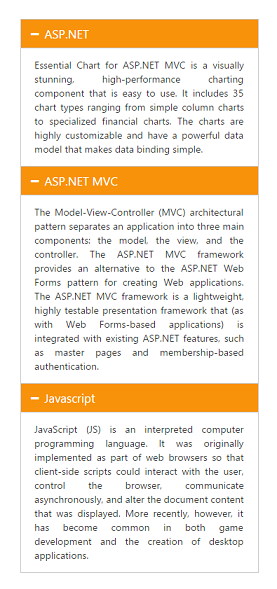 ASP.NET
Essential Chart for ASP.NET MVC is a visually
stunning, high-performance charting
component that is easy to use. It includes 35
chart types ranging from simple column charts
to specialized financial charts. The charts are
highly customizable and have a powerful data
model that makes data binding simple.
ASP.NET MVC
The Model-View-Controller (MVC) architectural
pattern separates an application into three main
components: the model, the view, and the
controller. The ASP.NET MVC framework
provides an alternative to the ASP.NET Web
Forms pattern for creating Web applications.
The ASP.NET MVC framework is a lightweight,
highly testable presentation framework that (as
with Web Forms-based applications) is
integrated with existing ASP.NET features, such
as master pages and membership-based
authentication.
Javascript
JavaScript (JS) is an interpreted computer
programming language. It was originally
implemented as part of web browsers so that
client-side scripts could interact with the user,
control the browser, communicate
asynchronously, and alter the document content
that was displayed. More recently, however, it
has become common in both game
development and the creation of desktop
applications.